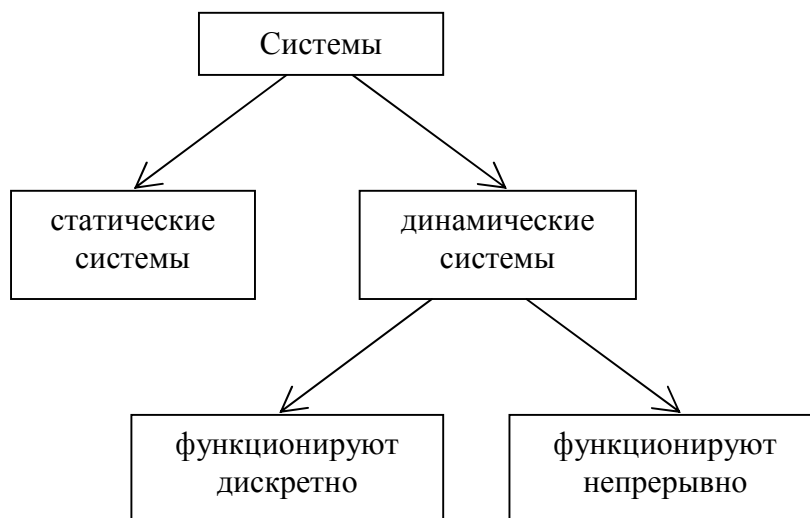 Системы
статические
системы
динамические
системы
функционируют
дискретно
функционируют
непрерывно